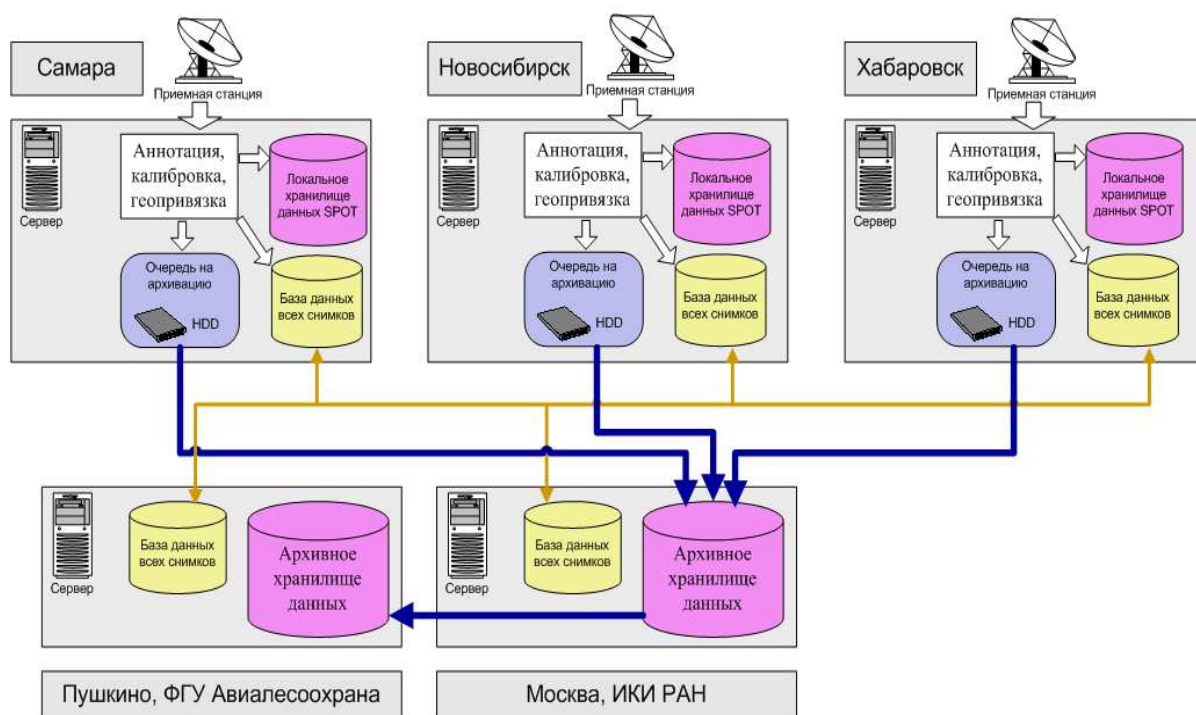 Самара
Приемная станция
Новосибирск
Приемная станция
Хабаровск
Приемная станция
Сервер
Аннотация,
калибровка,
геопривязка
Локальное
хранилище
данных SPOT
Очередь на
архивацию
HDD
База данных
всех снимков
Сервер
Аннотация,
калибровка,
геопривязка
Локальное
хранилище
данных SPOT
Очередь на
архивацию
HDD
База данных
всех снимков
Сервер
Аннотация,
калибровка,
геопривязка
Локальное
хранилище
данных SPOT
Очередь на
архивацию
HDD
База данных
всех снимков
Сервер
База данных
всех снимков
Архивное
хранилище
данных
Сервер
База данных
всех снимков
Архивное
хранилище
данных
Пушкино, ФГУ Авиалесоохрана
Москва, ИКИ РАН